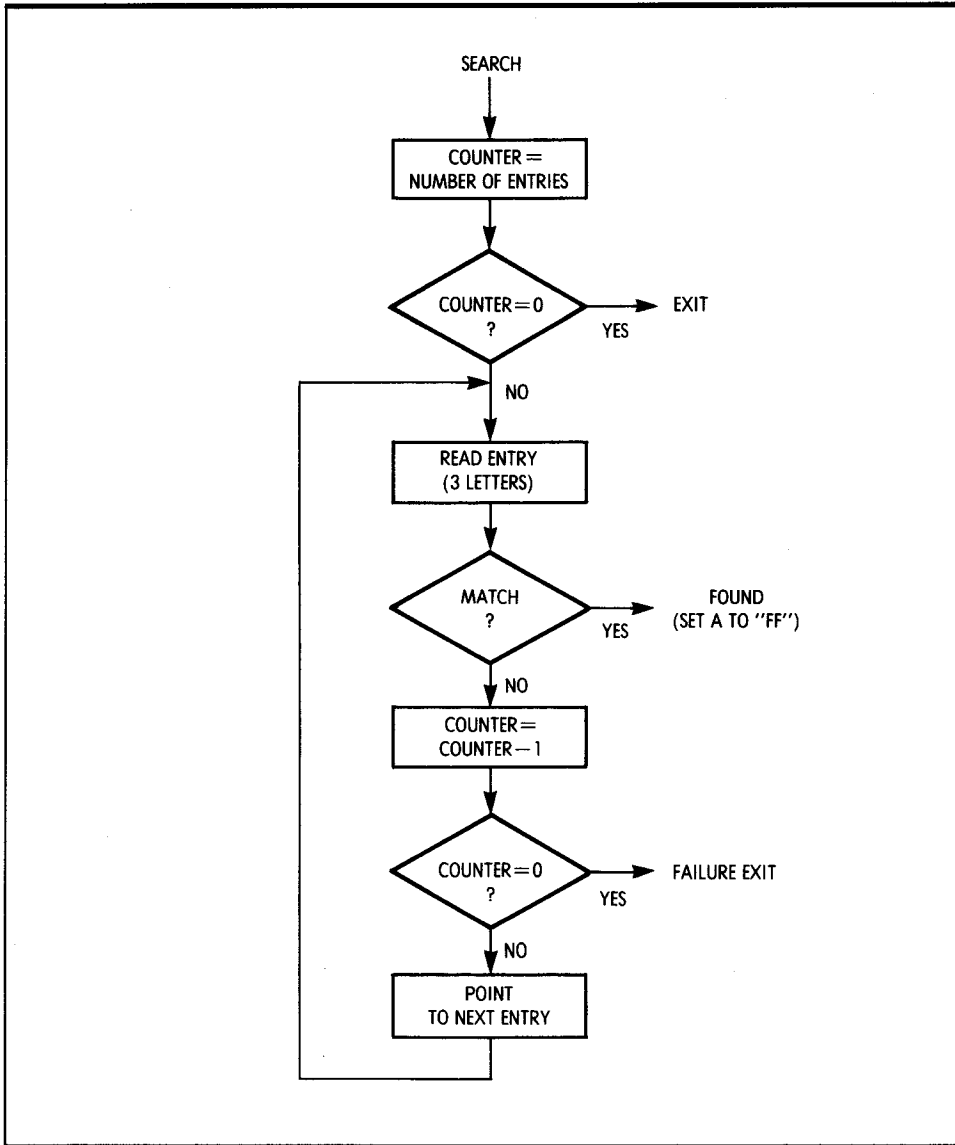 SEARCH
COUNTER =
NUMBER OF ENTRIES
COUNTER = 0
?
YES
EXIT
NO
READ ENTRY
(3 LETTERS)
MATCH
?
YES
FOUND
(SET A TO "FF")
NO
COUNTER =
COUNTER – 1
COUNTER = 0
?
YES
FAILURE EXIT
NO
POINT
TO NEXT ENTRY